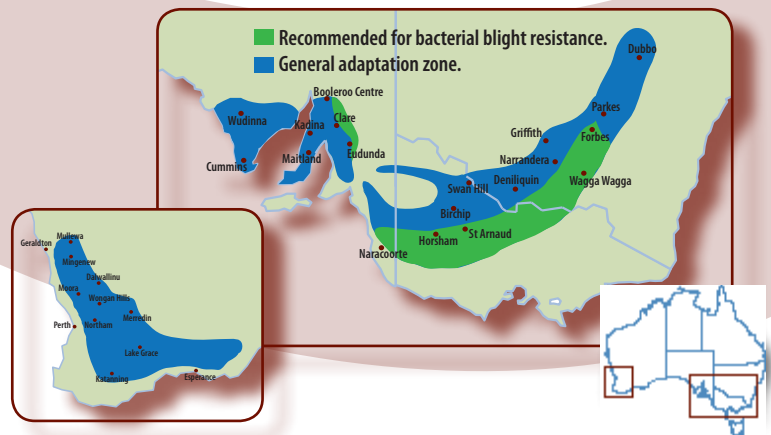 Recommended for bacterial blight resistance.
General adaptation zone.
Dubbo
Booleroo Centre
Wudinna
Kadina
Clare
Parkes
Griffith
Forbes
Cummins
Maitland
Eudunda
Narrandera
Swan Hill
Deniliquin
Wagga Wagga
Birchip
Horsham
St Arnaud
Naracoorte
Mullewa
Geraldton
Mingenew
Dalwallinu
Moora
Wongan Hills
Merredin
Perth
Northam
Lake Grace
Katanning
Esperance